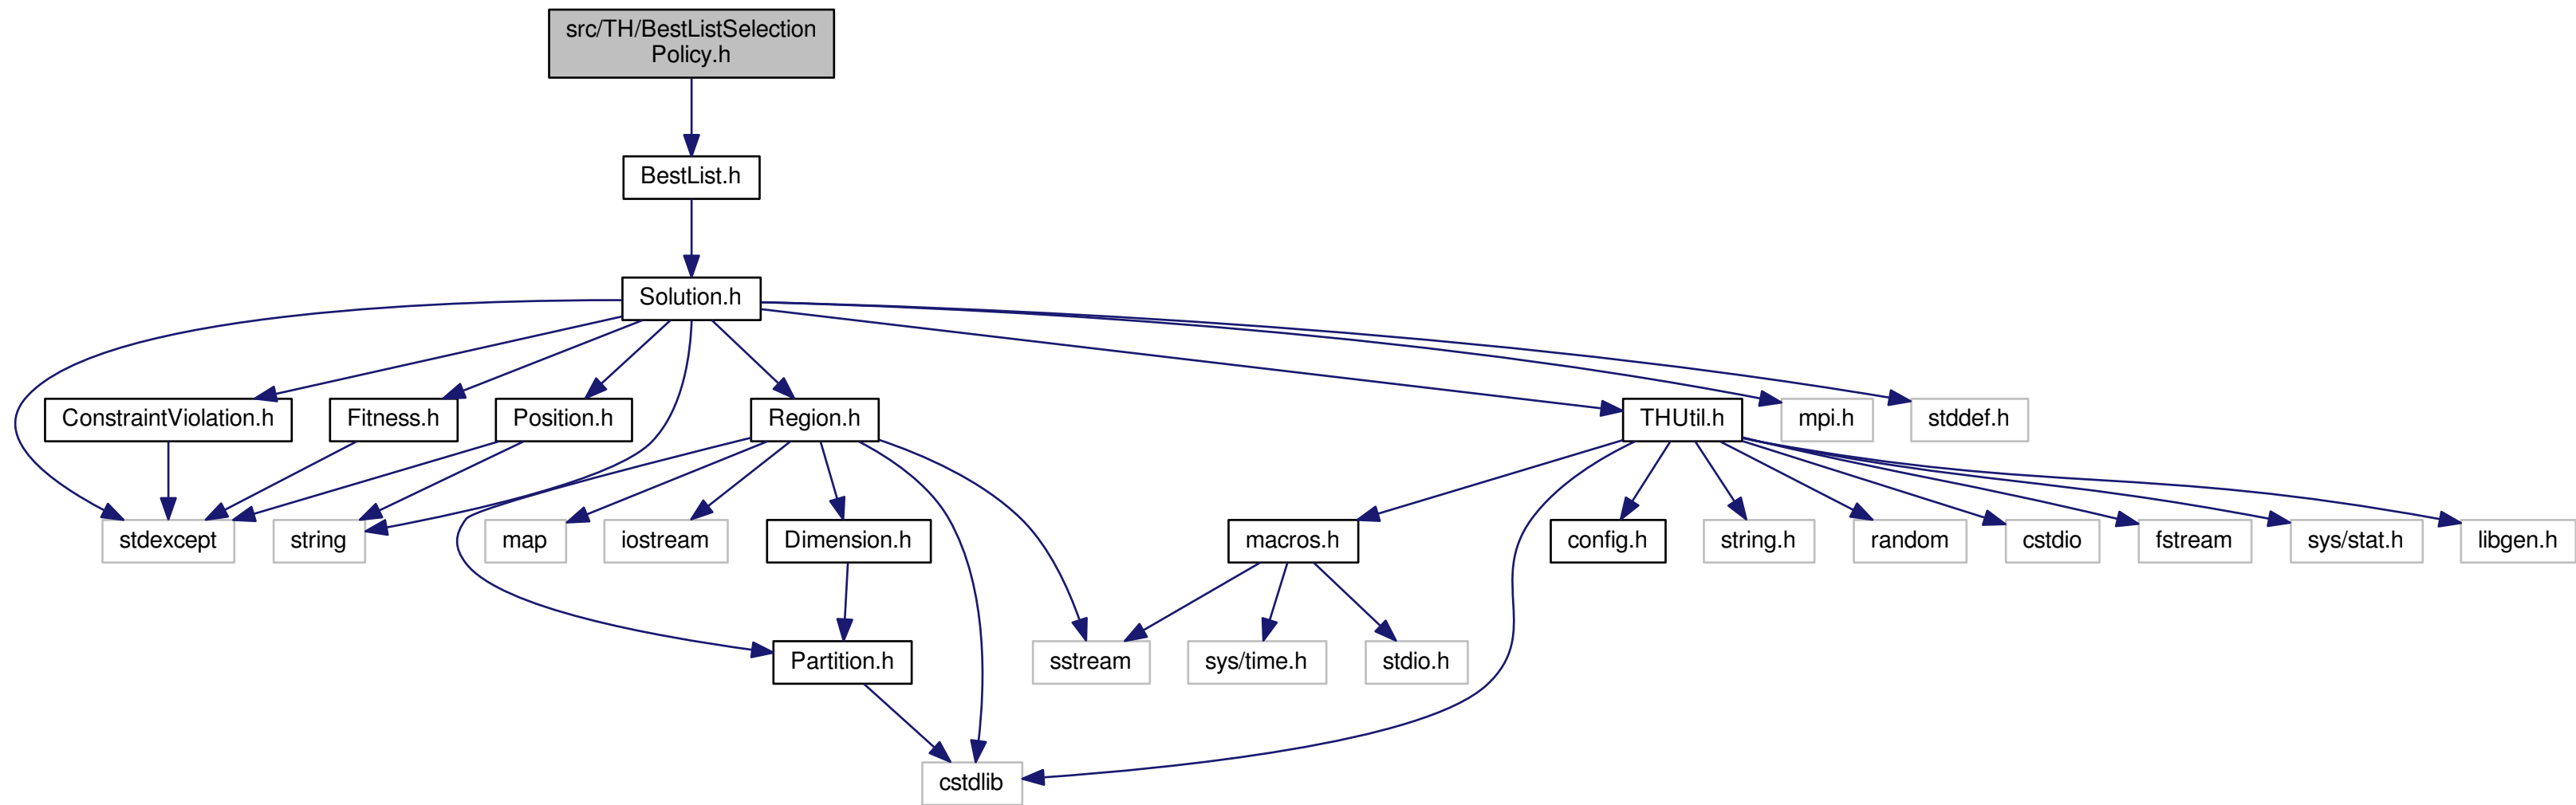 src/TH/BestListSelection
Policy.h
BestList.h
Solution.h
ConstraintViolation.h
Fitness.h
Position.h
Region.h
THUtil.h
mpi.h
stddef.h
stdexcept
string
map
iostream
Dimension.h
macros.h
config.h
string.h
random
cstdio
fstream
sys/stat.h
libgen.h
Partition.h
sstream
sys/time.h
stdio.h
cstdlib